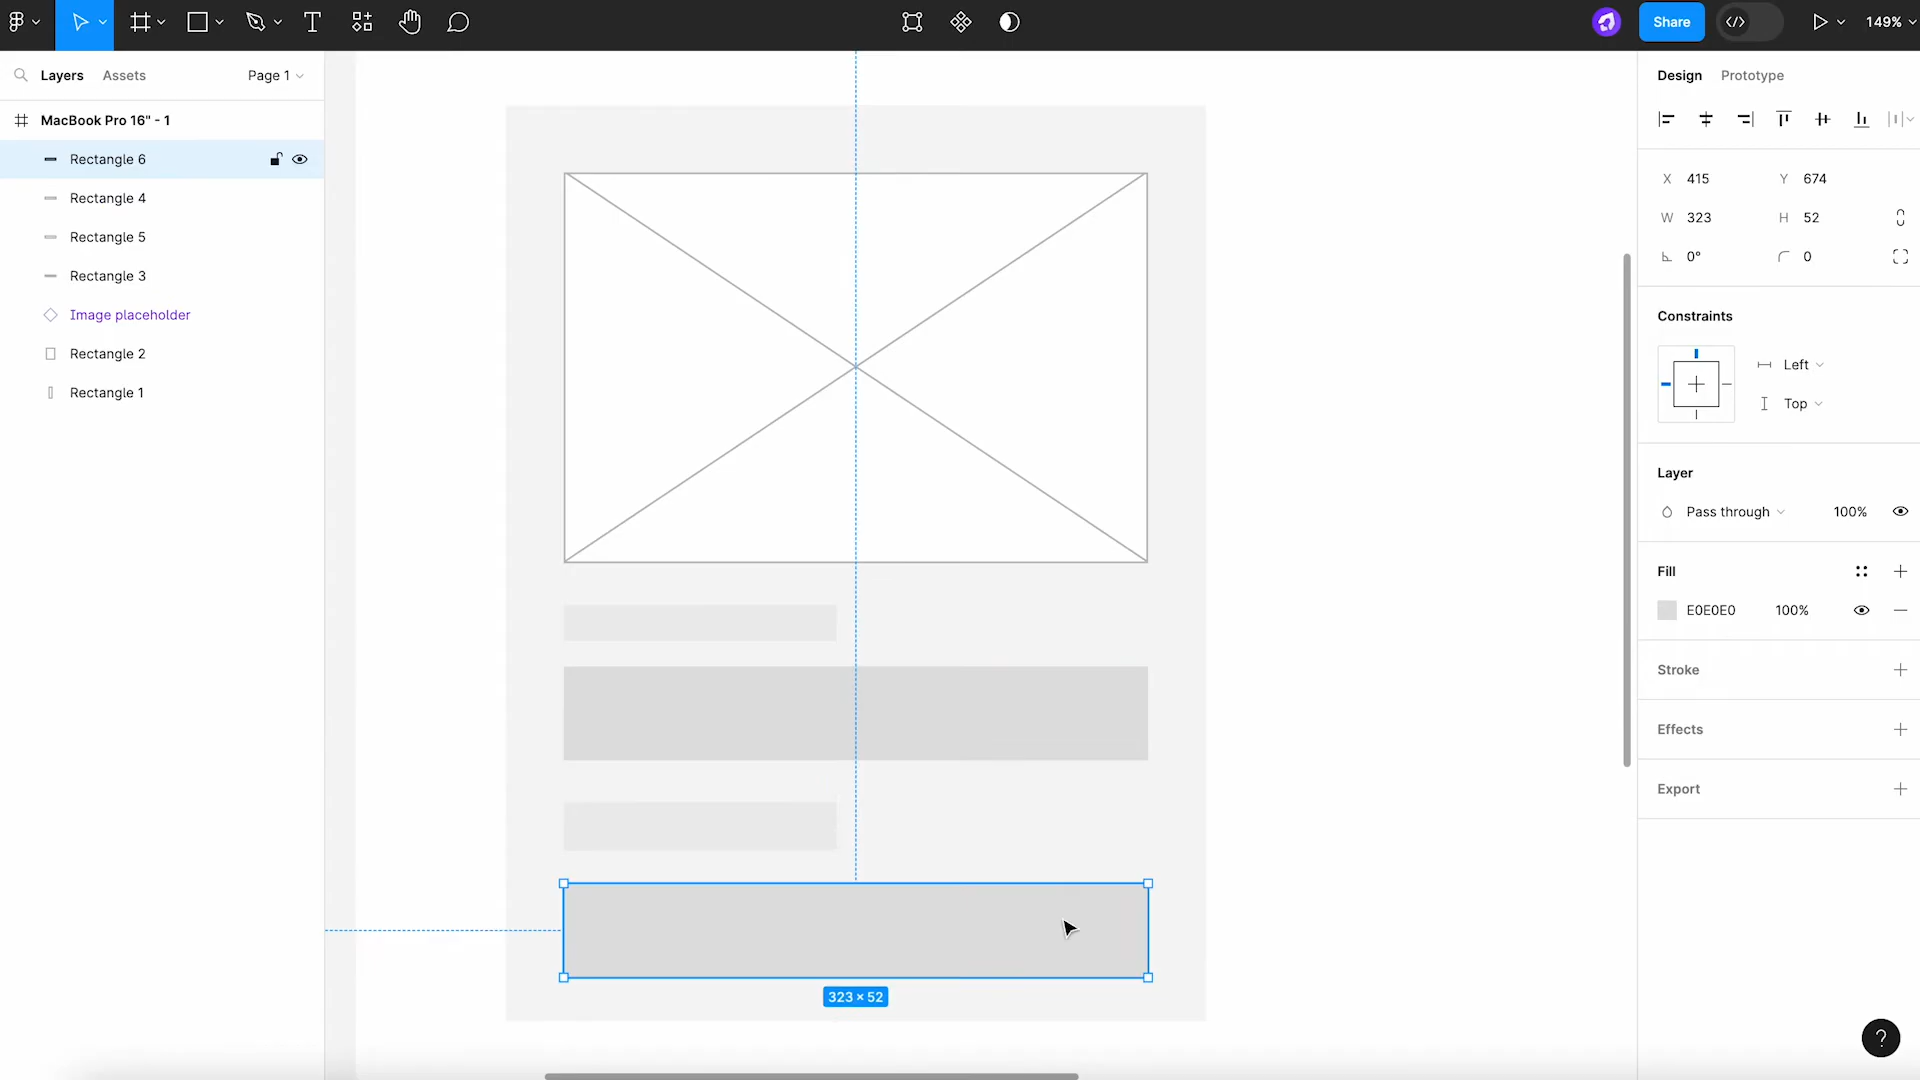 Share
149%
Layers
Assets
Page 1
Design
Prototype
MacBook Pro 16" - 1
Rectangle 6
Rectangle 4
Rectangle 5
Rectangle 3
Image placeholder
Rectangle 2
Rectangle 1
X 415
Y 674
W 323
H 52
0°
0
Constraints
Left
Top
Layer
Pass through
100%
Fill
E0E0E0
100%
Stroke
Effects
Export
323 × 52
?